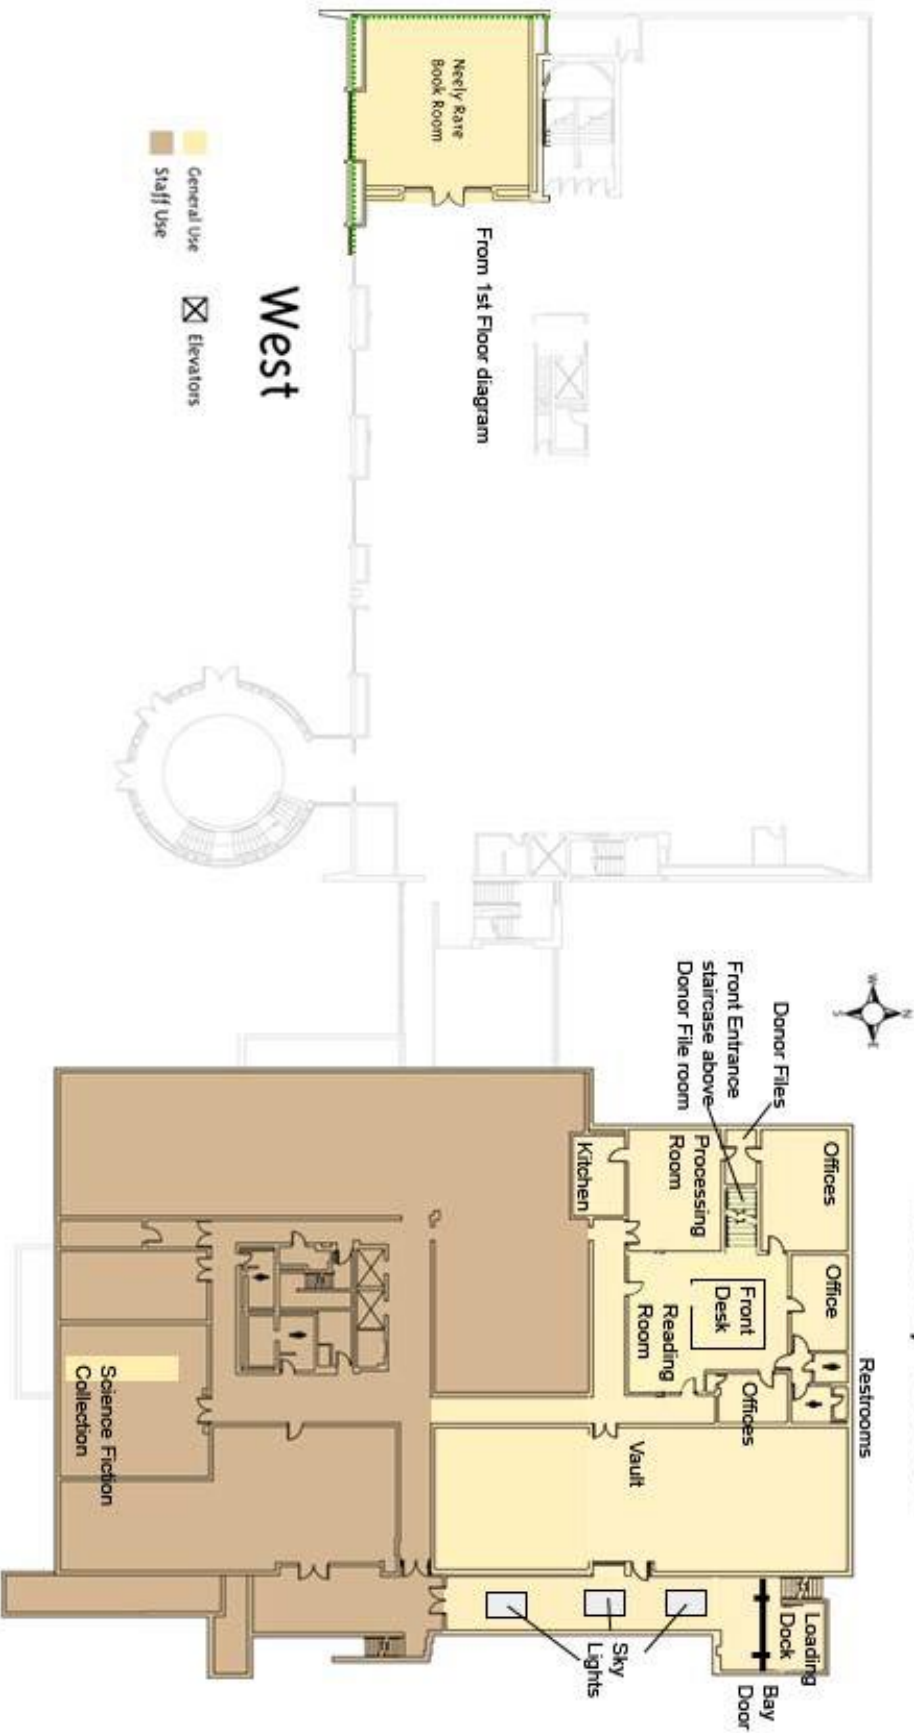 Neely Rare
Book Room
From 1st Floor diagram
West
General Use
Staff Use
Elevators
W
N
S
E
Donor Files
Front Entrance
staircase above
Donor File room
Offices
Processing
Room
Kitchen
Office
Front
Desk
Reading
Room
Restrooms
Offices
Vault
Science Fiction
Collection
Loading
Dock
Bay
Door
Sky
Lights